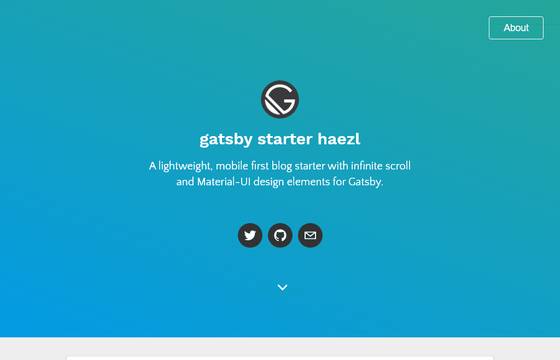 About
gatsby starter haezl
A lightweight, mobile first blog starter with infinite scroll
and Material-UI design elements for Gatsby.